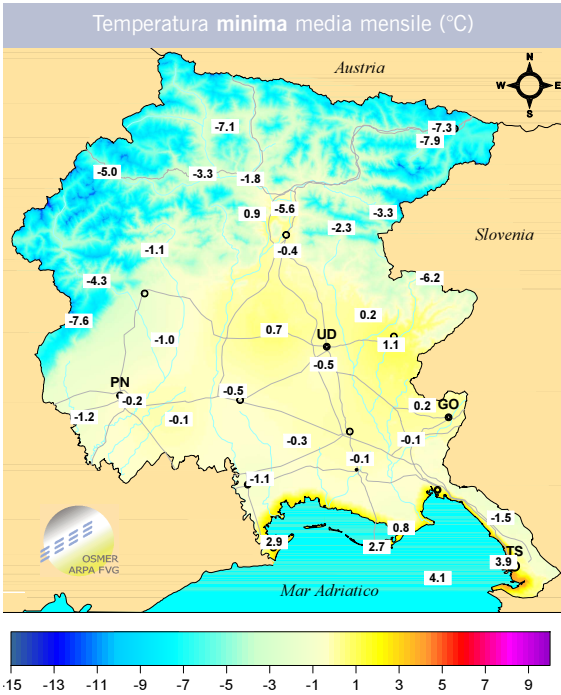 Temperatura minima media mensile (°C)
Austria
N
W E
S
-7.1
-7.3
-7.9
-5.0
-3.3
-1.8
0.9
-5.6
-3.3
-2.3
-1.1
-0.4
Slovenia
-4.3
-6.2
-7.6
0.2
0.7
UD
-1.0
1.1
-0.5
PN
-0.5
-0.2
0.2
GO
-1.2
-0.1
-0.3
-0.1
-0.1
-1.1
-1.5
0.8
2.9
2.7
TS
3.9
OSMER
ARPA FVG
4.1
Mar Adriatico
-15 -13 -11 -9 -7 -5 -3 -1 1 3 5 7 9